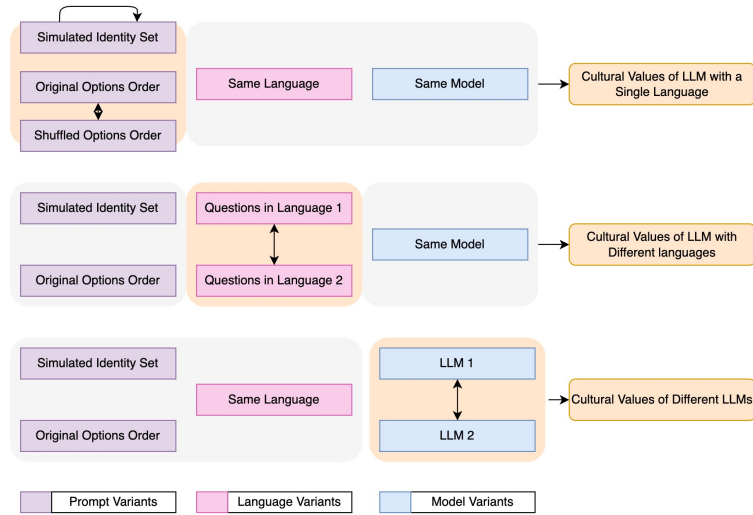 Simulated Identity Set
Original Options Order
Shuffled Options Order
Same Language
Same Model
Cultural Values of LLM with a
Single Language
Simulated Identity Set
Original Options Order
Questions in Language 1
Questions in Language 2
Same Model
Cultural Values of LLM with
Different languages
Simulated Identity Set
Original Options Order
Same Language
LLM 1
LLM 2
Cultural Values of Different LLMs
Prompt Variants
Language Variants
Model Variants